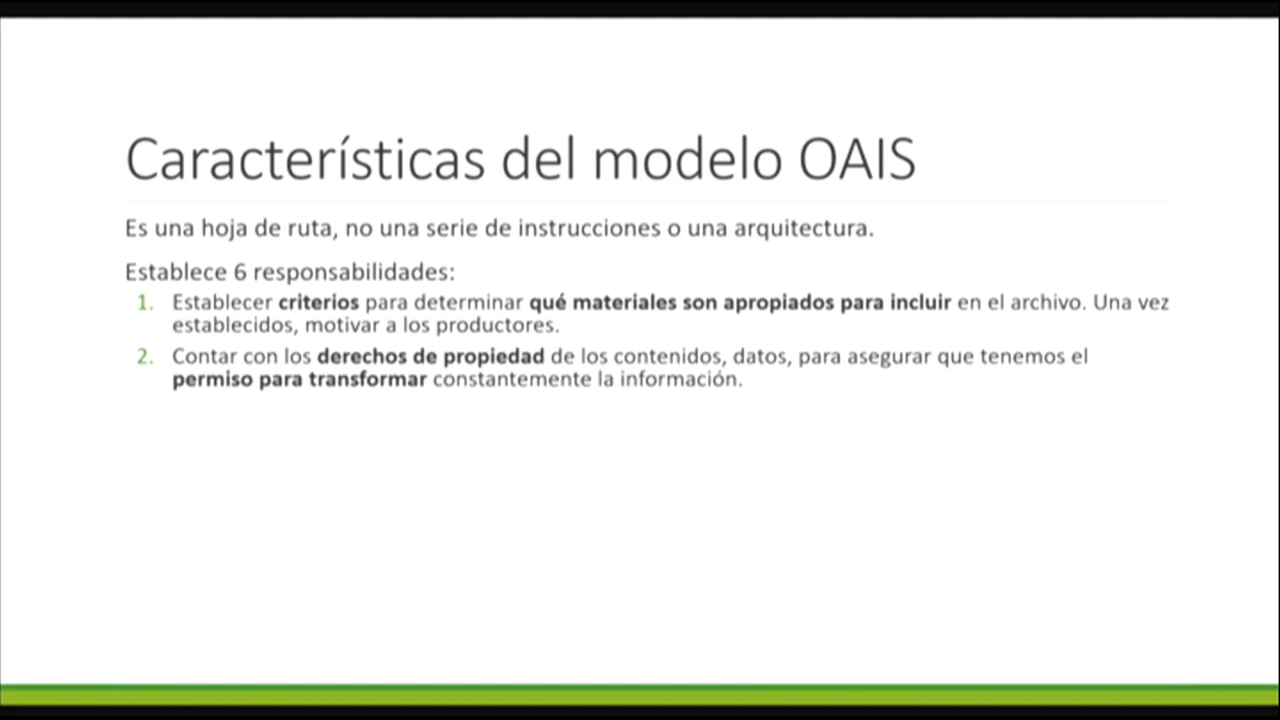 Características del modelo OAIS
Es una hoja de ruta, no una serie de instrucciones o una arquitectura.
Establece 6 responsabilidades:
1. Establecer criterios para determinar qué materiales son apropiados para incluir en el archivo. Una vez
establecidos, motivar a los productores.
2. Contar con los derechos de propiedad de los contenidos, datos, para asegurar que tenemos el
permiso para transformar constantemente la información.